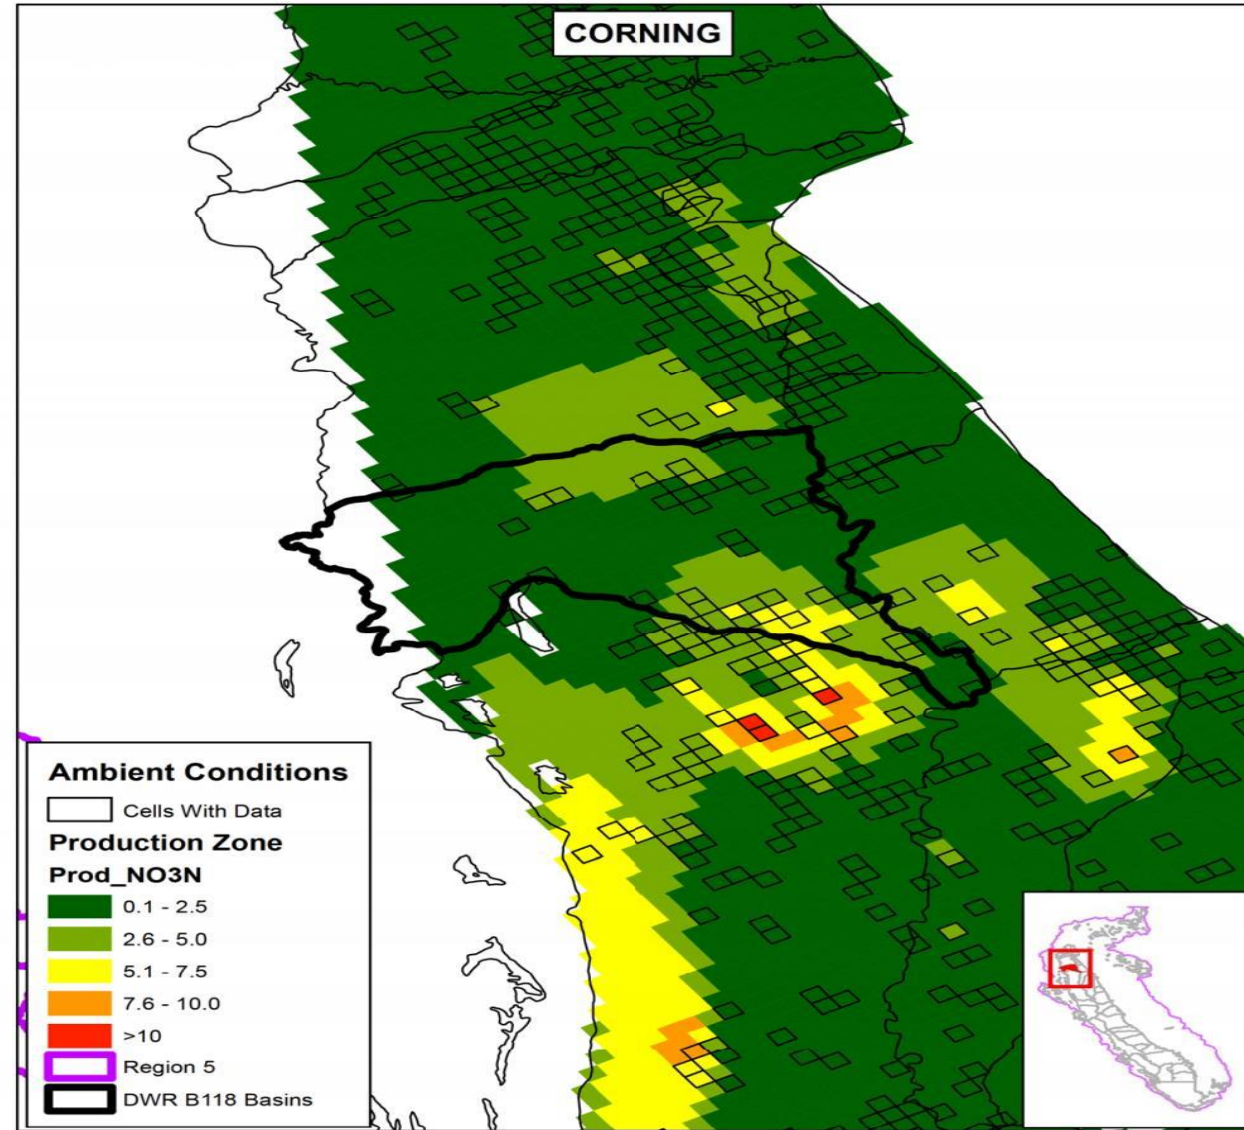 CORNING
Ambient Conditions
Cells With Data
Production Zone
Prod_NO3N
0.1 - 2.5
2.6 - 5.0
5.1 - 7.5
7.6 - 10.0
>10
Region 5
DWR B118 Basins